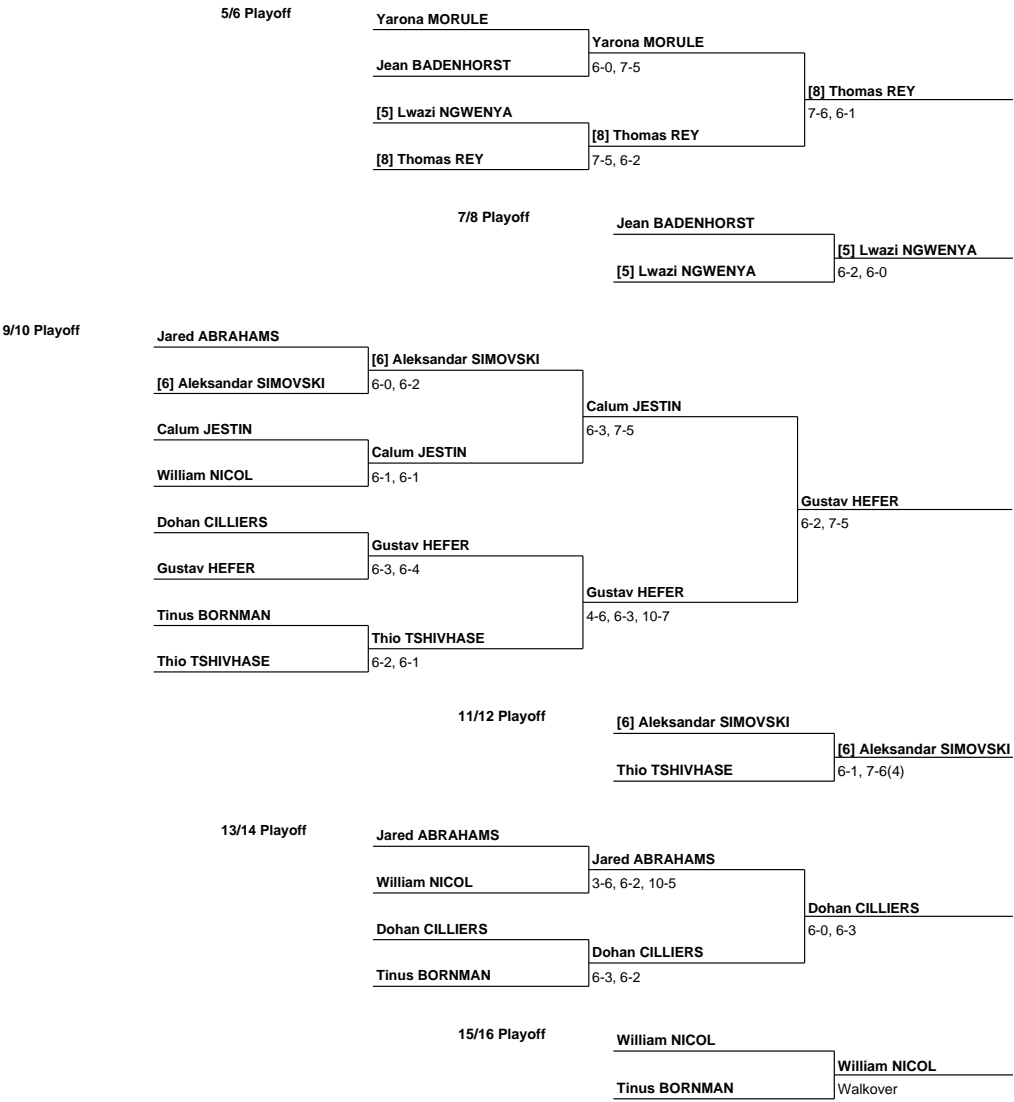 5/6 Playoff
Yarona MORULE
Yarona MORULE
Jean BADENHORST
6-0, 7-5
[8] Thomas REY
[5] Lwazi NGWENYA
7-6, 6-1
[8] Thomas REY
[8] Thomas REY
7-5, 6-2
7/8 Playoff
Jean BADENHORST
[5] Lwazi NGWENYA
[5] Lwazi NGWENYA
6-2, 6-0
9/10 Playoff
Jared ABRAHAMS
[6] Aleksandar SIMOVSKI
[6] Aleksandar SIMOVSKI
6-0, 6-2
Calum JESTIN
Calum JESTIN
6-3, 7-5
Calum JESTIN
William NICOL
6-1, 6-1
Gustav HEFER
Dohan CILLIERS
6-2, 7-5
Gustav HEFER
Gustav HEFER
6-3, 6-4
Gustav HEFER
Tinus BORNMAN
4-6, 6-3, 10-7
Thio TSHIVHASE
Thio TSHIVHASE
6-2, 6-1
11/12 Playoff
[6] Aleksandar SIMOVSKI
[6] Aleksandar SIMOVSKI
Thio TSHIVHASE
6-1, 7-6(4)
13/14 Playoff
Jared ABRAHAMS
Jared ABRAHAMS
William NICOL
3-6, 6-2, 10-5
Dohan CILLIERS
Dohan CILLIERS
6-0, 6-3
Dohan CILLIERS
Tinus BORNMAN
6-3, 6-2
15/16 Playoff
William NICOL
William NICOL
Tinus BORNMAN
Walkover